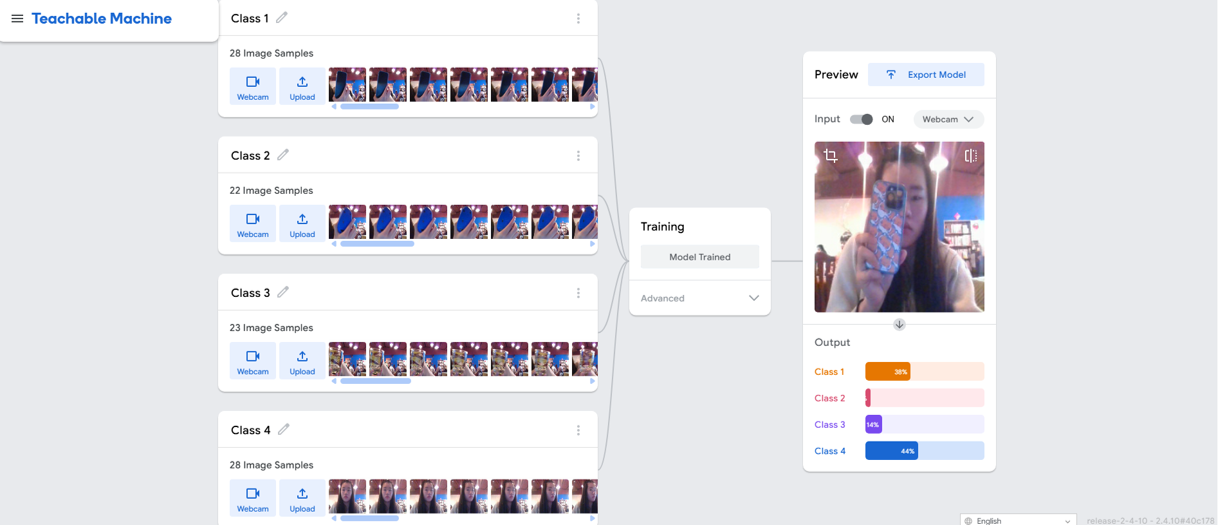 Teachable Machine
Class 1
28 Image Samples
Webcam
Upload
Class 2
22 Image Samples
Webcam
Upload
Class 3
23 Image Samples
Webcam
Upload
Class 4
28 Image Samples
Webcam
Upload
Training
Model Trained
Advanced
Preview
Export Model
Input
ON
Webcam
Output
Class 1
38%
Class 2
Class 3
14%
Class 4
44%
English
release-2-4-10 - 2.4.10#40c178